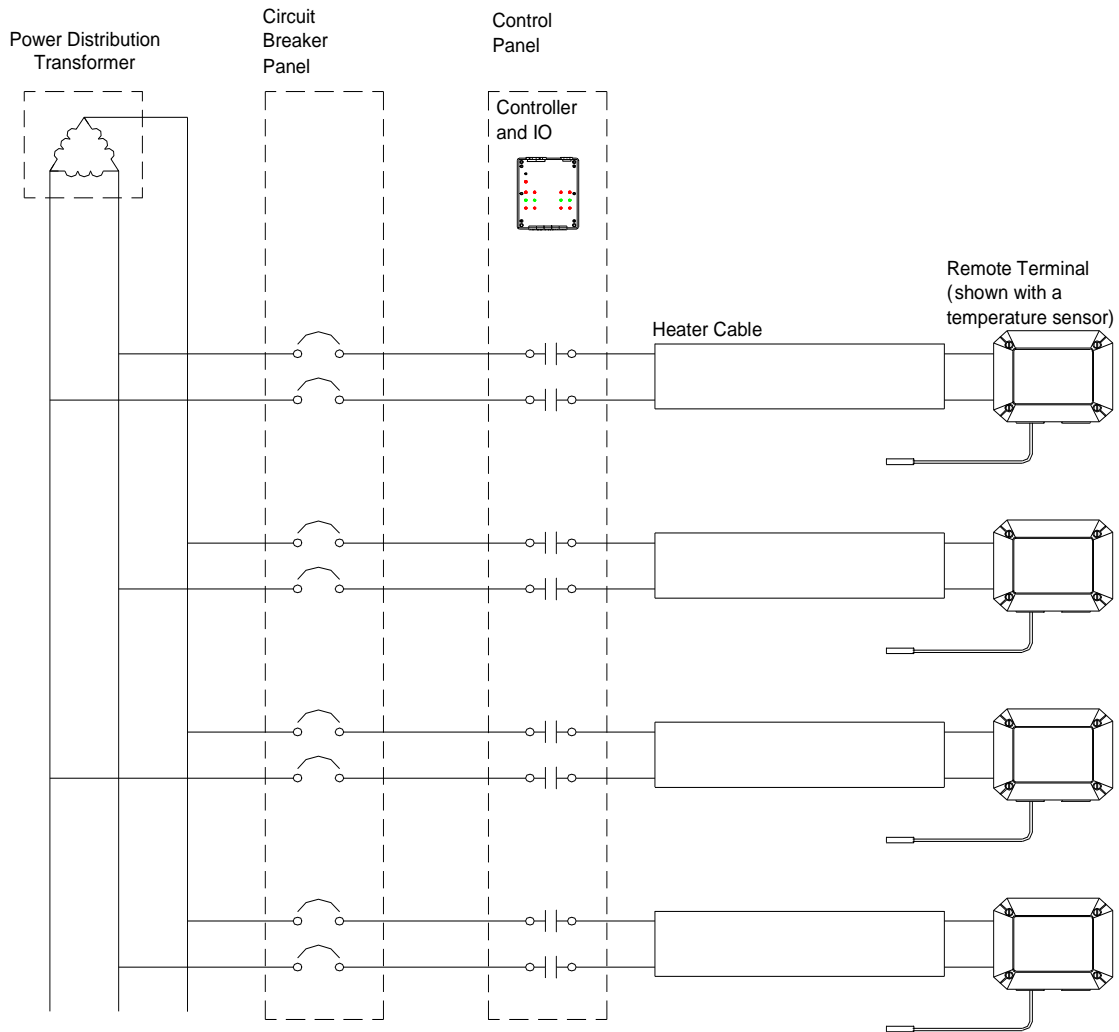 Power Distribution
Transformer
Circuit
Breaker
Panel
Control
Panel
Controller
and IO
Heater Cable
Remote Terminal
(shown with a
temperature sensor)